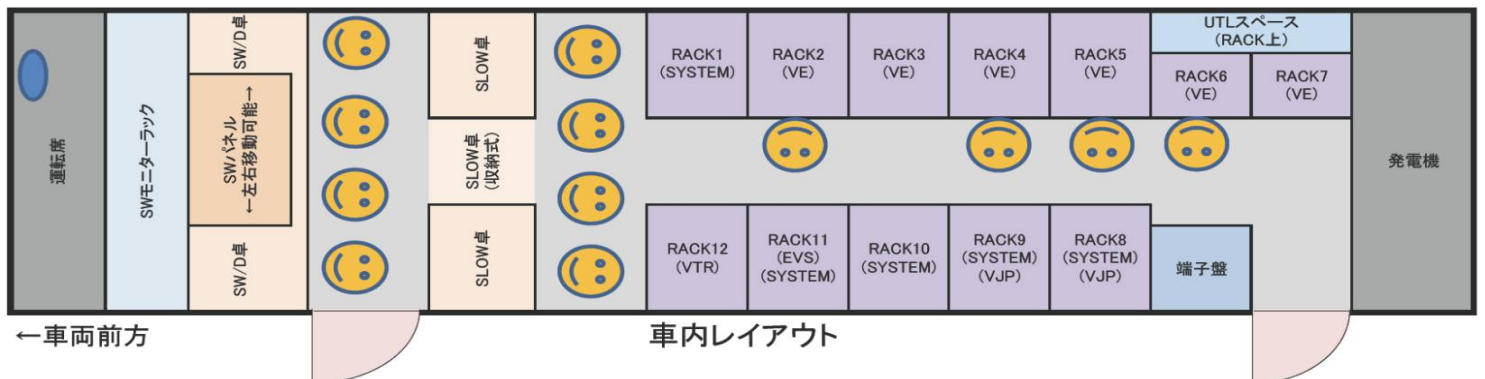 運転席
SWモニターラック
SW/D卓
SWパネル
←左右移動可能→
SW/D卓
SLOW卓
SLOW卓
(収納式)
SLOW卓
RACK1
(SYSTEM)
RACK2
(VE)
RACK3
(VE)
RACK4
(VE)
RACK5
(VE)
UTLスペース
(RACK上)
RACK6
(VE)
RACK7
(VE)
発電機
RACK12
(VTR)
RACK11
(EVS)
(SYSTEM)
RACK10
(SYSTEM)
RACK9
(SYSTEM)
(VJP)
RACK8
(SYSTEM)
(VJP)
端子盤
←車両前方
車内レイアウト